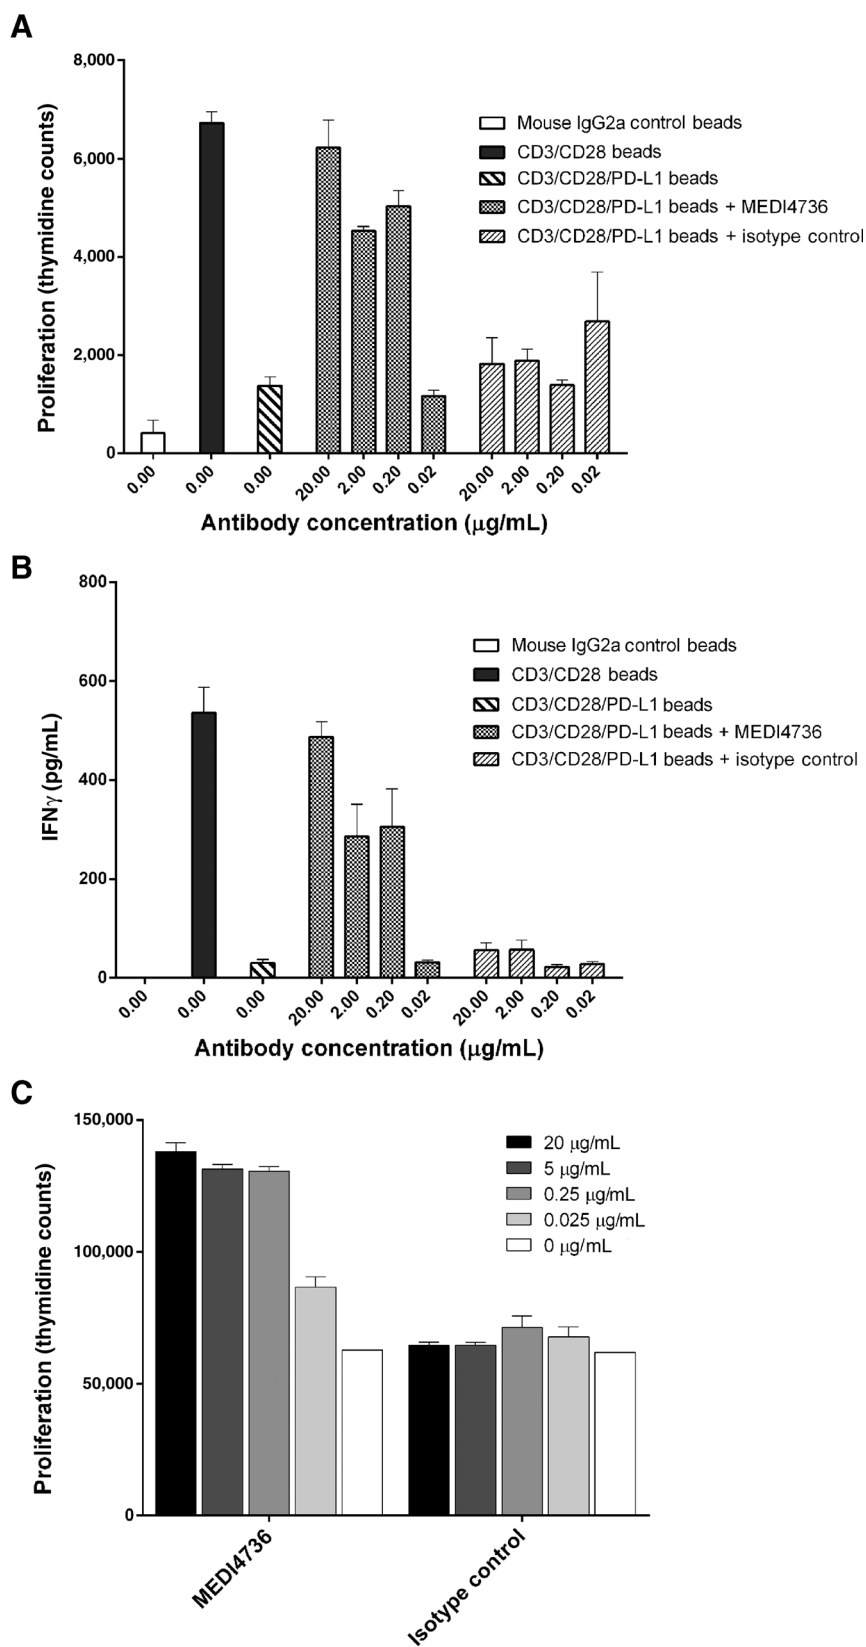 A
8,000
6,000
4,000
2,000
0
Proliferation (thymidine counts)
Mouse IgG2a control beads
CD3/CD28 beads
CD3/CD28/PD-L1 beads
CD3/CD28/PD-L1 beads + MEDI4736
CD3/CD28/PD-L1 beads + isotype control
0.00 0.00 0.00 20.00 2.00 0.20 0.02 20.00 2.00 0.20 0.02
Antibody concentration (μg/mL)
B
800
600
400
200
0
IFNγ (pg/mL)
Mouse IgG2a control beads
CD3/CD28 beads
CD3/CD28/PD-L1 beads
CD3/CD28/PD-L1 beads + MEDI4736
CD3/CD28/PD-L1 beads + isotype control
0.00 0.00 0.00 20.00 2.00 0.20 0.02 20.00 2.00 0.20 0.02
Antibody concentration (μg/mL)
C
150,000
100,000
50,000
0
Proliferation (thymidine counts)
20 μg/mL
5 μg/mL
0.25 μg/mL
0.025 μg/mL
0 μg/mL
MEDI4736
Isotype control